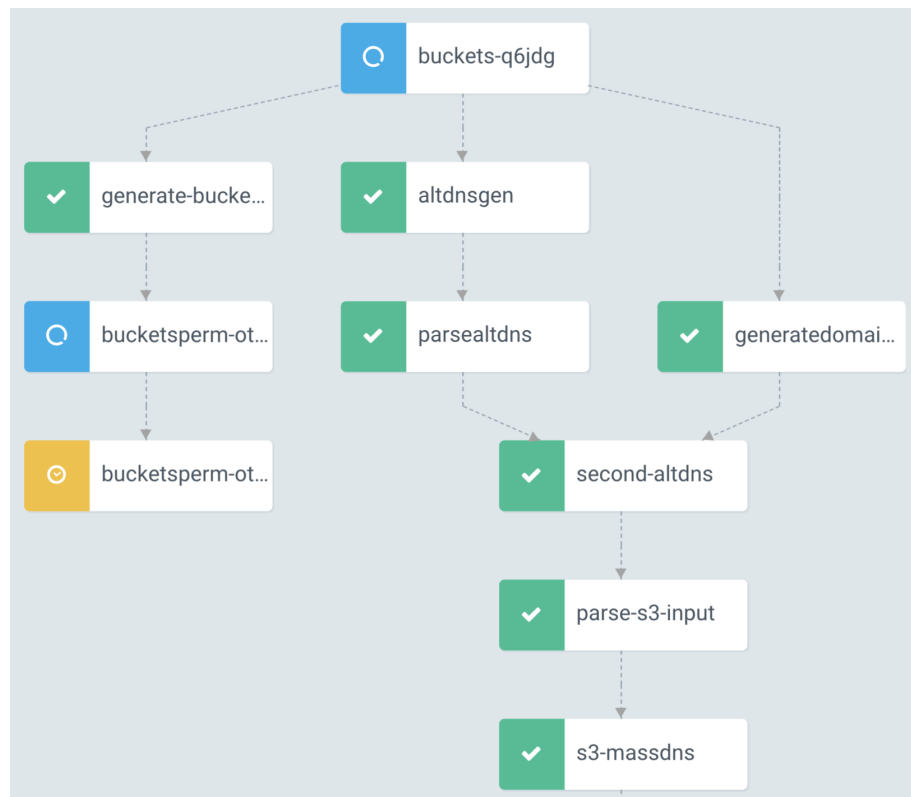 buckets-q6jdg
generate-bucke...
altdnsgen
bucketsperm-ot...
parsealtdns
generatedomai...
bucketsperm-ot...
second-altdns
parse-s3-input
s3-massdns